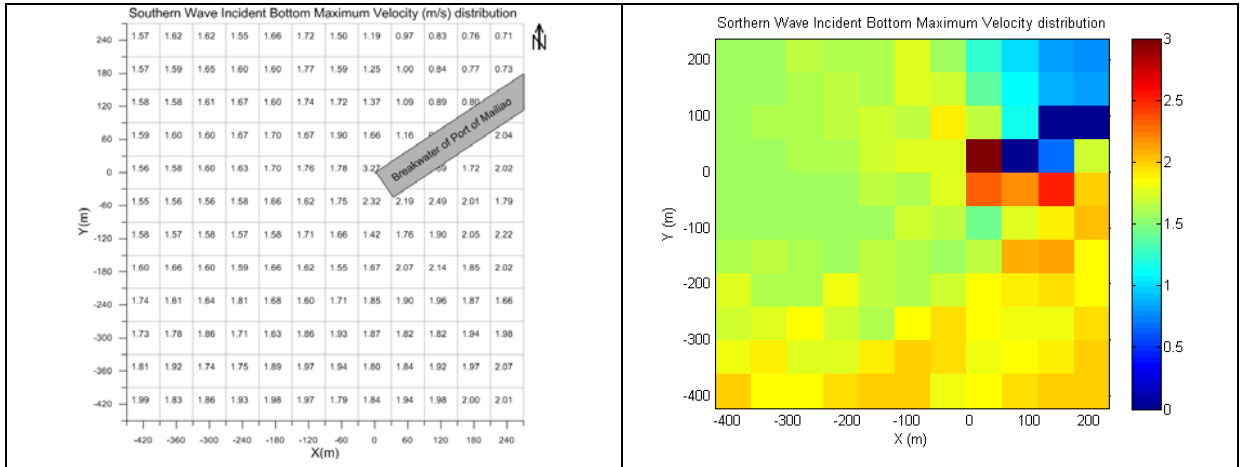 Southern Wave Incident Bottom Maximum Velocity (m/s) distribution
N
240 1.57 1.62 1.62 1.55 1.66 1.72 1.50 1.19 0.97 0.83 0.76 0.71
180 1.57 1.59 1.65 1.60 1.60 1.77 1.59 1.25 1.00 0.84 0.77 0.73
120 1.58 1.58 1.61 1.67 1.60 1.74 1.72 1.37 1.09 0.89 0.80
60 1.59 1.60 1.60 1.67 1.70 1.67 1.90 1.66 1.16 2.04
Breakwater of Port of Mailiao
0 1.56 1.58 1.60 1.63 1.70 1.76 1.78 3.27 1.72 2.02
-60 1.55 1.56 1.56 1.58 1.66 1.62 1.75 2.32 2.19 2.49 2.01 1.79
-120 1.58 1.57 1.58 1.57 1.58 1.71 1.66 1.42 1.76 1.90 2.05 2.22
-180 1.60 1.66 1.60 1.59 1.66 1.62 1.55 1.67 2.07 2.14 1.85 2.02
-240 1.74 1.61 1.64 1.81 1.68 1.60 1.71 1.85 1.90 1.96 1.87 1.66
-300 1.73 1.78 1.86 1.71 1.63 1.86 1.93 1.87 1.82 1.82 1.94 1.98
-360 1.81 1.92 1.74 1.75 1.89 1.97 1.94 1.80 1.84 1.92 1.97 2.07
-420 1.99 1.83 1.86 1.93 1.98 1.97 1.79 1.84 1.94 1.98 2.00 2.01
Y(m)
-420 -360 -300 -240 -180 -120 -60 0 60 120 180 240
X(m)
Sorthern Wave Incident Bottom Maximum Velocity distribution
200
100
0
-100
-200
-300
-400
Y (m)
-400 -300 -200 -100 0 100 200
X (m)
3
2.5
2
1.5
1
0.5
0